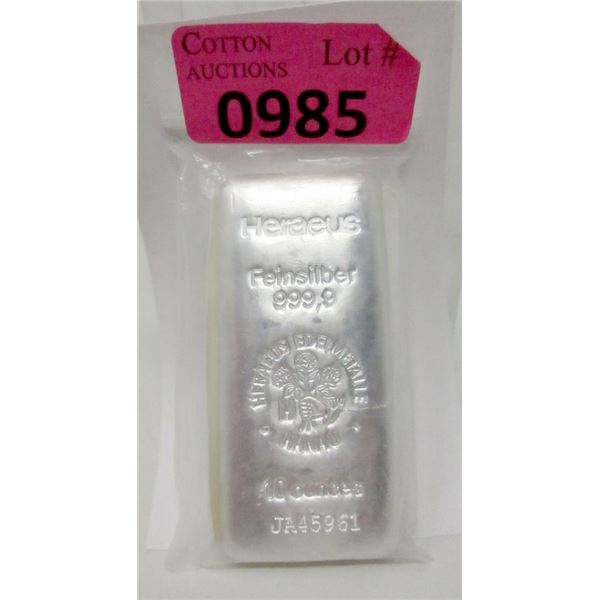 COTTON
AUCTIONS
Lot #
0985
Heraeus
Feinsilber
999,9
HERAEUS EDELMETALLE
HANAU
10 ounces
JA45961